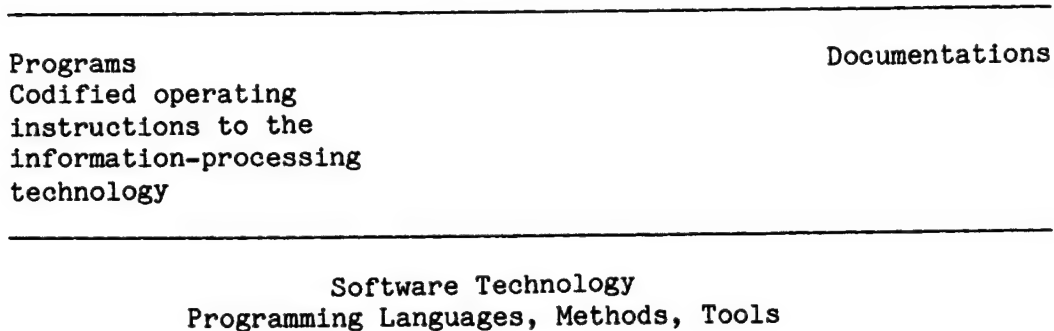 Programs
Documentations
Codified operating
instructions to the
information-processing
technology
Software Technology
Programming Languages, Methods, Tools